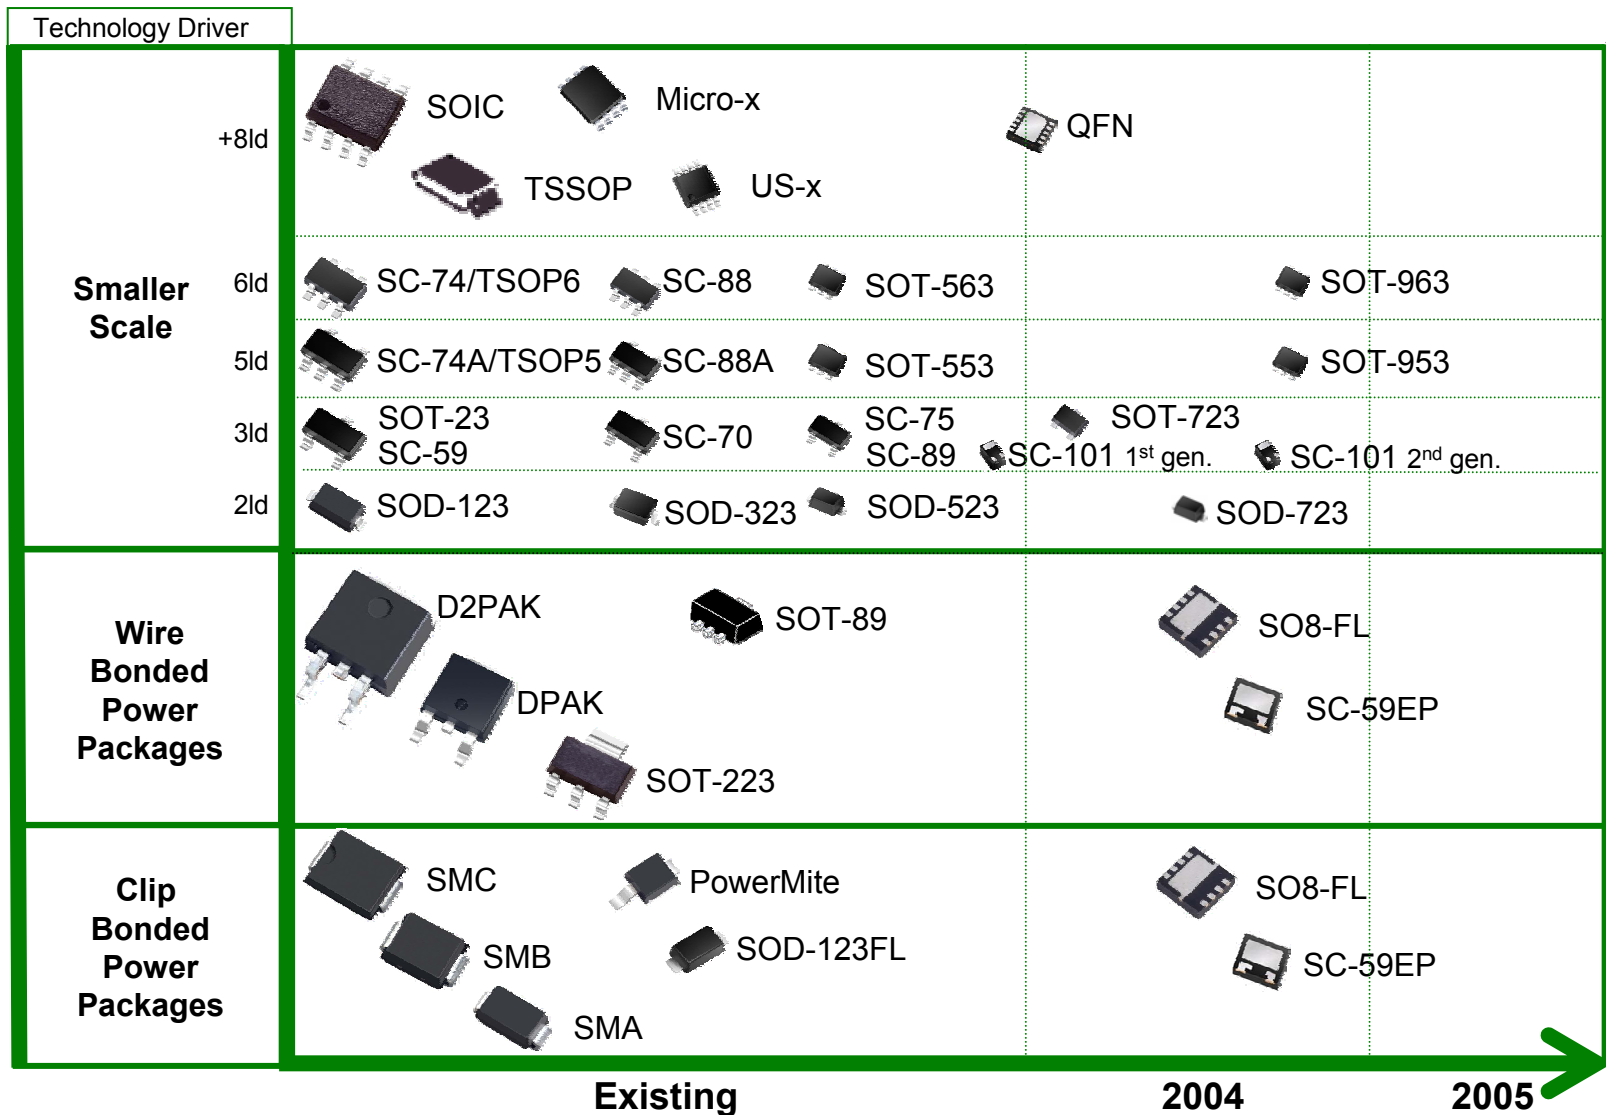 Technology Driver
SOIC
Micro-x
QFN
+8ld
TSSOP
US-x
Smaller
Scale
6ld
SC-74/TSOP6
SC-88
SOT-563
SOT-963
5ld
SC-74A/TSOP5
SC-88A
SOT-553
SOT-953
3ld
SOT-23
SC-59
SC-70
SC-75
SC-89
SOT-723
SC-101 1st gen.
SC-101 2nd gen.
2ld
SOD-123
SOD-323
SOD-523
SOD-723
Wire
Bonded
Power
Packages
D2PAK
SOT-89
SO8-FL
DPAK
SC-59EP
SOT-223
Clip
Bonded
Power
Packages
SMC
PowerMite
SO8-FL
SMB
SOD-123FL
SC-59EP
SMA
Existing
2004
2005